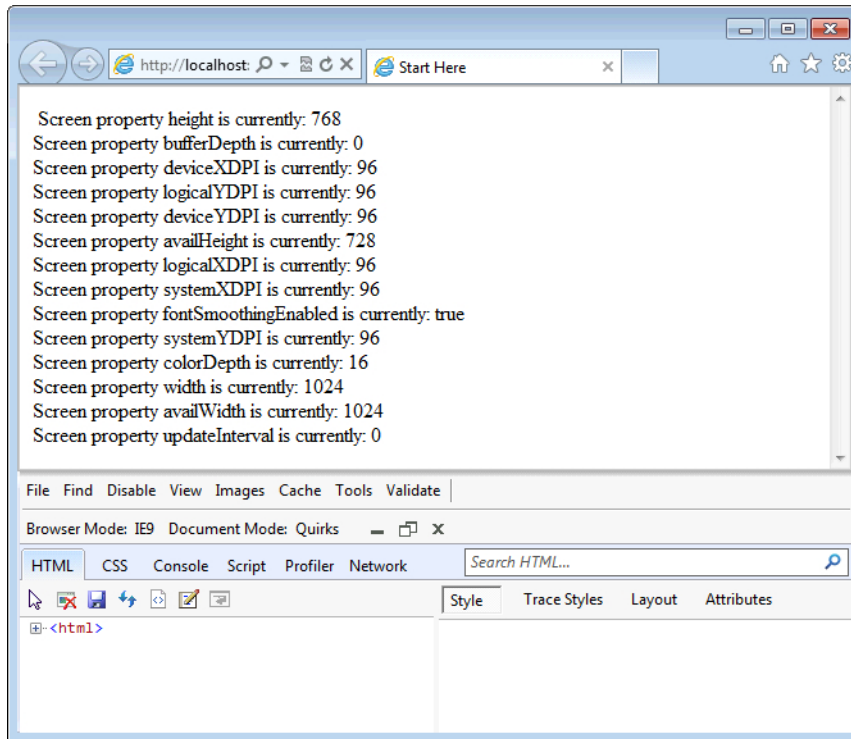 http://localhost:
Start Here
Screen property height is currently: 768
Screen property bufferDepth is currently: 0
Screen property deviceXDPI is currently: 96
Screen property logicalYDPI is currently: 96
Screen property deviceYDPI is currently: 96
Screen property availHeight is currently: 728
Screen property logicalXDPI is currently: 96
Screen property systemXDPI is currently: 96
Screen property fontSmoothingEnabled is currently: true
Screen property systemYDPI is currently: 96
Screen property colorDepth is currently: 16
Screen property width is currently: 1024
Screen property availWidth is currently: 1024
Screen property updateInterval is currently: 0
File Find Disable View Images Cache Tools Validate
Browser Mode: IE9 Document Mode: Quirks
HTML CSS Console Script Profiler Network Search HTML...
Style Trace Styles Layout Attributes
<html>